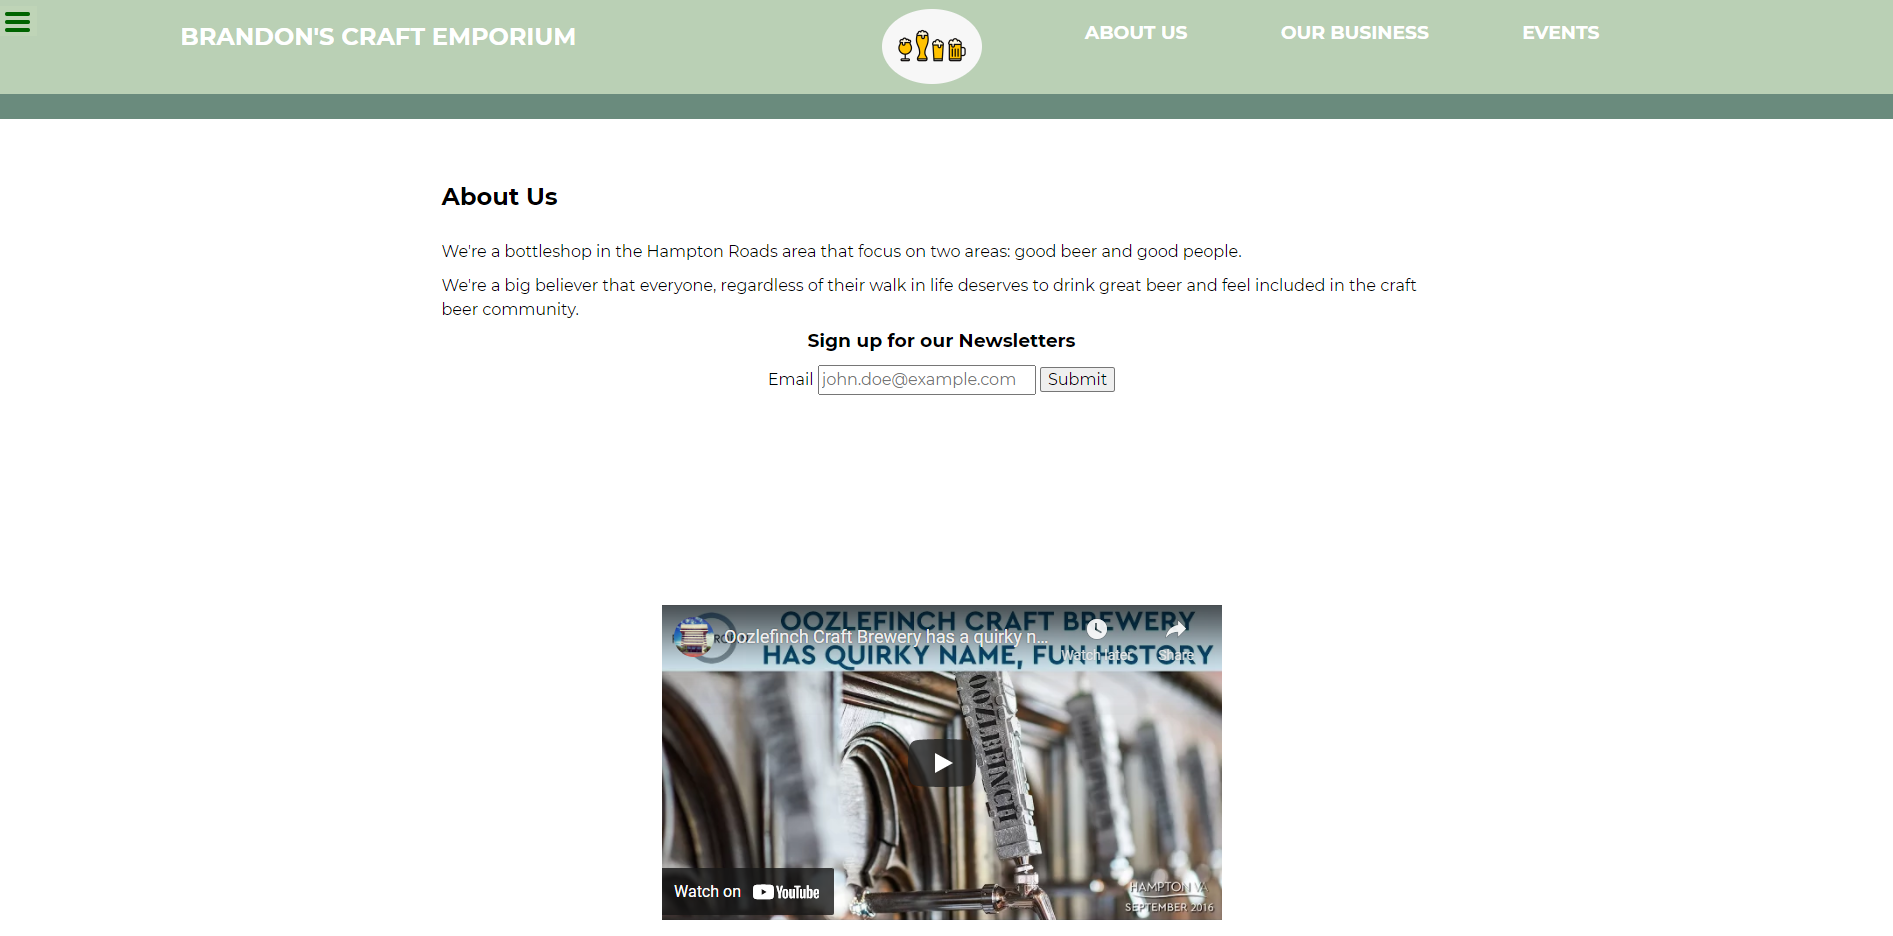 BRANDON'S CRAFT EMPORIUM
ABOUT US
OUR BUSINESS
EVENTS
About Us
We're a bottleshop in the Hampton Roads area that focus on two areas: good beer and good people.
We're a big believer that everyone, regardless of their walk in life deserves to drink great beer and feel included in the craft
beer community.
Sign up for our Newsletters
Email john.doe@example.com Submit
OOZLEFINCH CRAFT BREWERY
Oozlefinch Craft Brewery has a quirky n...
HAS QUIRKY NAME, FUN HISTORY
Watch later
Share
OOZLEFINCH
Watch on YouTube
HAMPTON VA
SEPTEMBER 2016